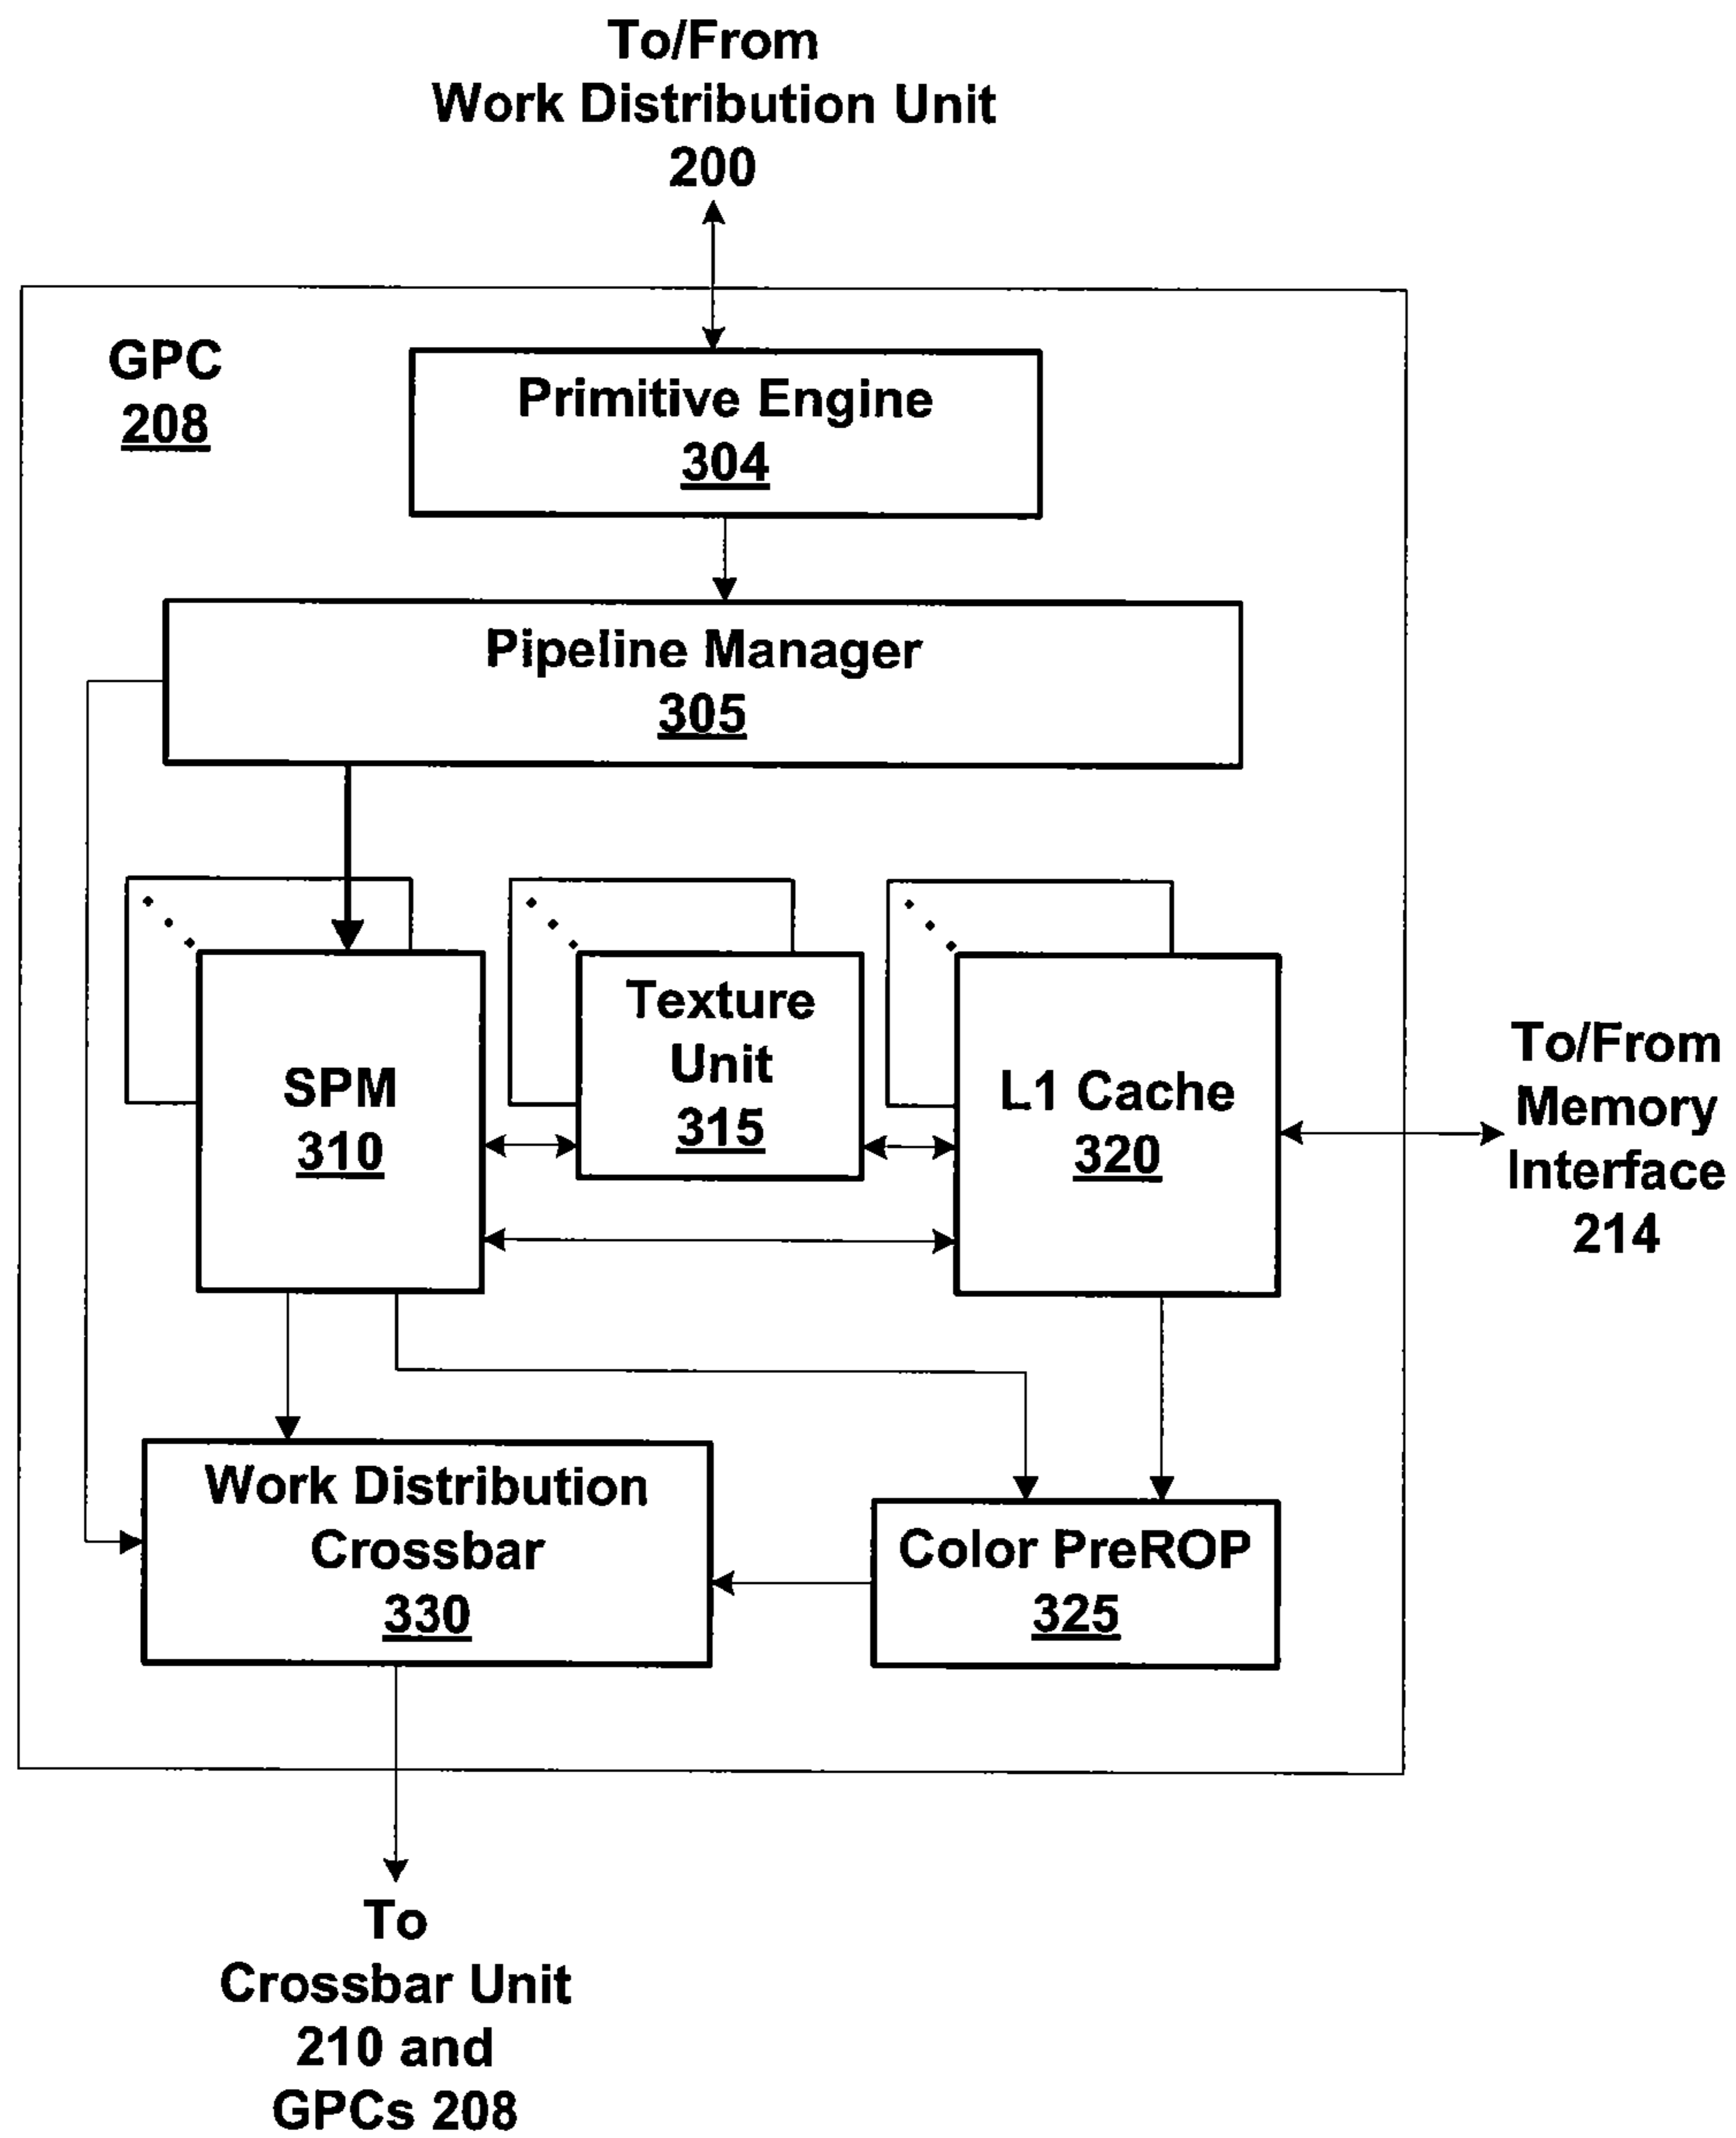 To/From
Work Distribution Unit
200
GPC
208
Primitive Engine
304
Pipeline Manager
305
SPM
310
Texture
Unit
315
L1 Cache
320
To/From
Memory
Interface
214
Work Distribution
Crossbar
330
Color PreROP
325
To
Crossbar Unit
210 and
GPCs 208